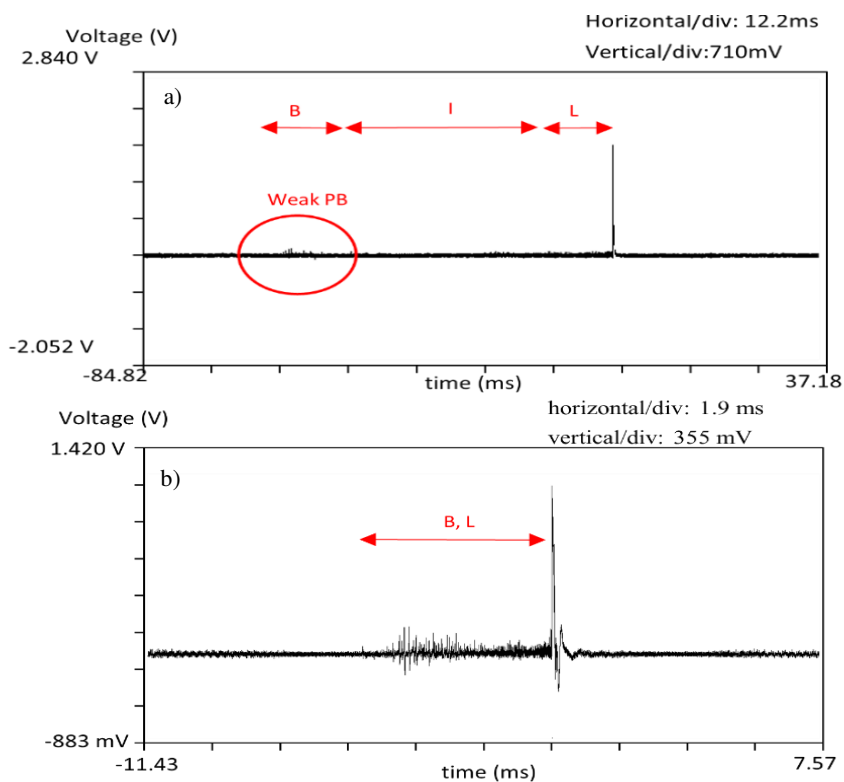 Horizontal/div: 12.2ms
Voltage (V)
Vertical/div:710mV
2.840 V
a)
B
I
L
Weak PB
-2.052 V
-84.82
time (ms)
37.18
horizontal/div: 1.9 ms
Voltage (V)
vertical/div: 355 mV
1.420 V
b)
B, L
-883 mV
-11.43
time (ms)
7.57